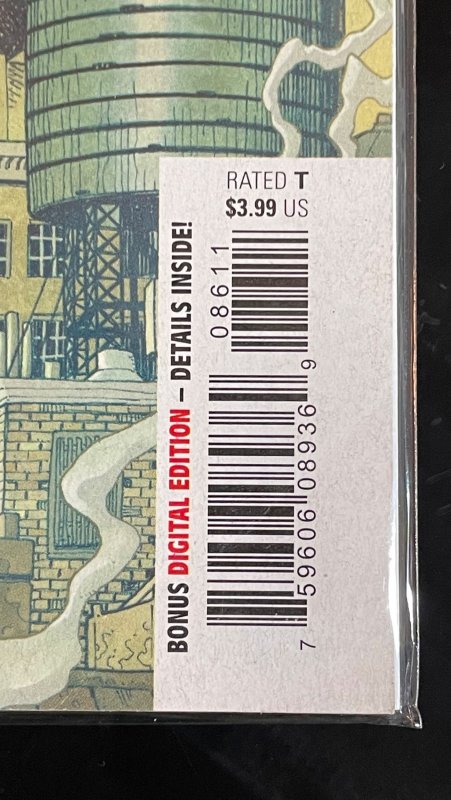 RATED T
$3.99 US
BONUS DIGITAL EDITION – DETAILS INSIDE!
08611
7 59606 08936 9